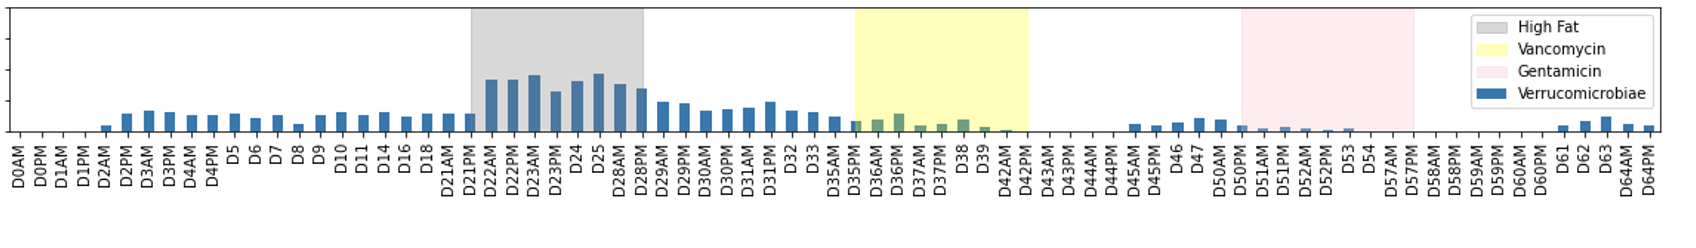 High Fat
Vancomycin
Gentamicin
Verrucomicrobiae
D0AM
D0PM
D1AM
D1PM
D2AM
D2PM
D3AM
D3PM
D4AM
D4PM
D5
D6
D7
D8
D9
D10
D11
D14
D16
D18
D21AM
D21PM
D22AM
D22PM
D23AM
D23PM
D24
D25
D28AM
D28PM
D29AM
D29PM
D30AM
D30PM
D31AM
D31PM
D32
D33
D35AM
D35PM
D36AM
D36PM
D37AM
D37PM
D38
D39
D42AM
D42PM
D43AM
D43PM
D44AM
D44PM
D45AM
D45PM
D46
D47
D50AM
D50PM
D51AM
D51PM
D52AM
D52PM
D53
D54
D57AM
D57PM
D58AM
D58PM
D59AM
D59PM
D60AM
D60PM
D61
D62
D63
D64AM
D64PM